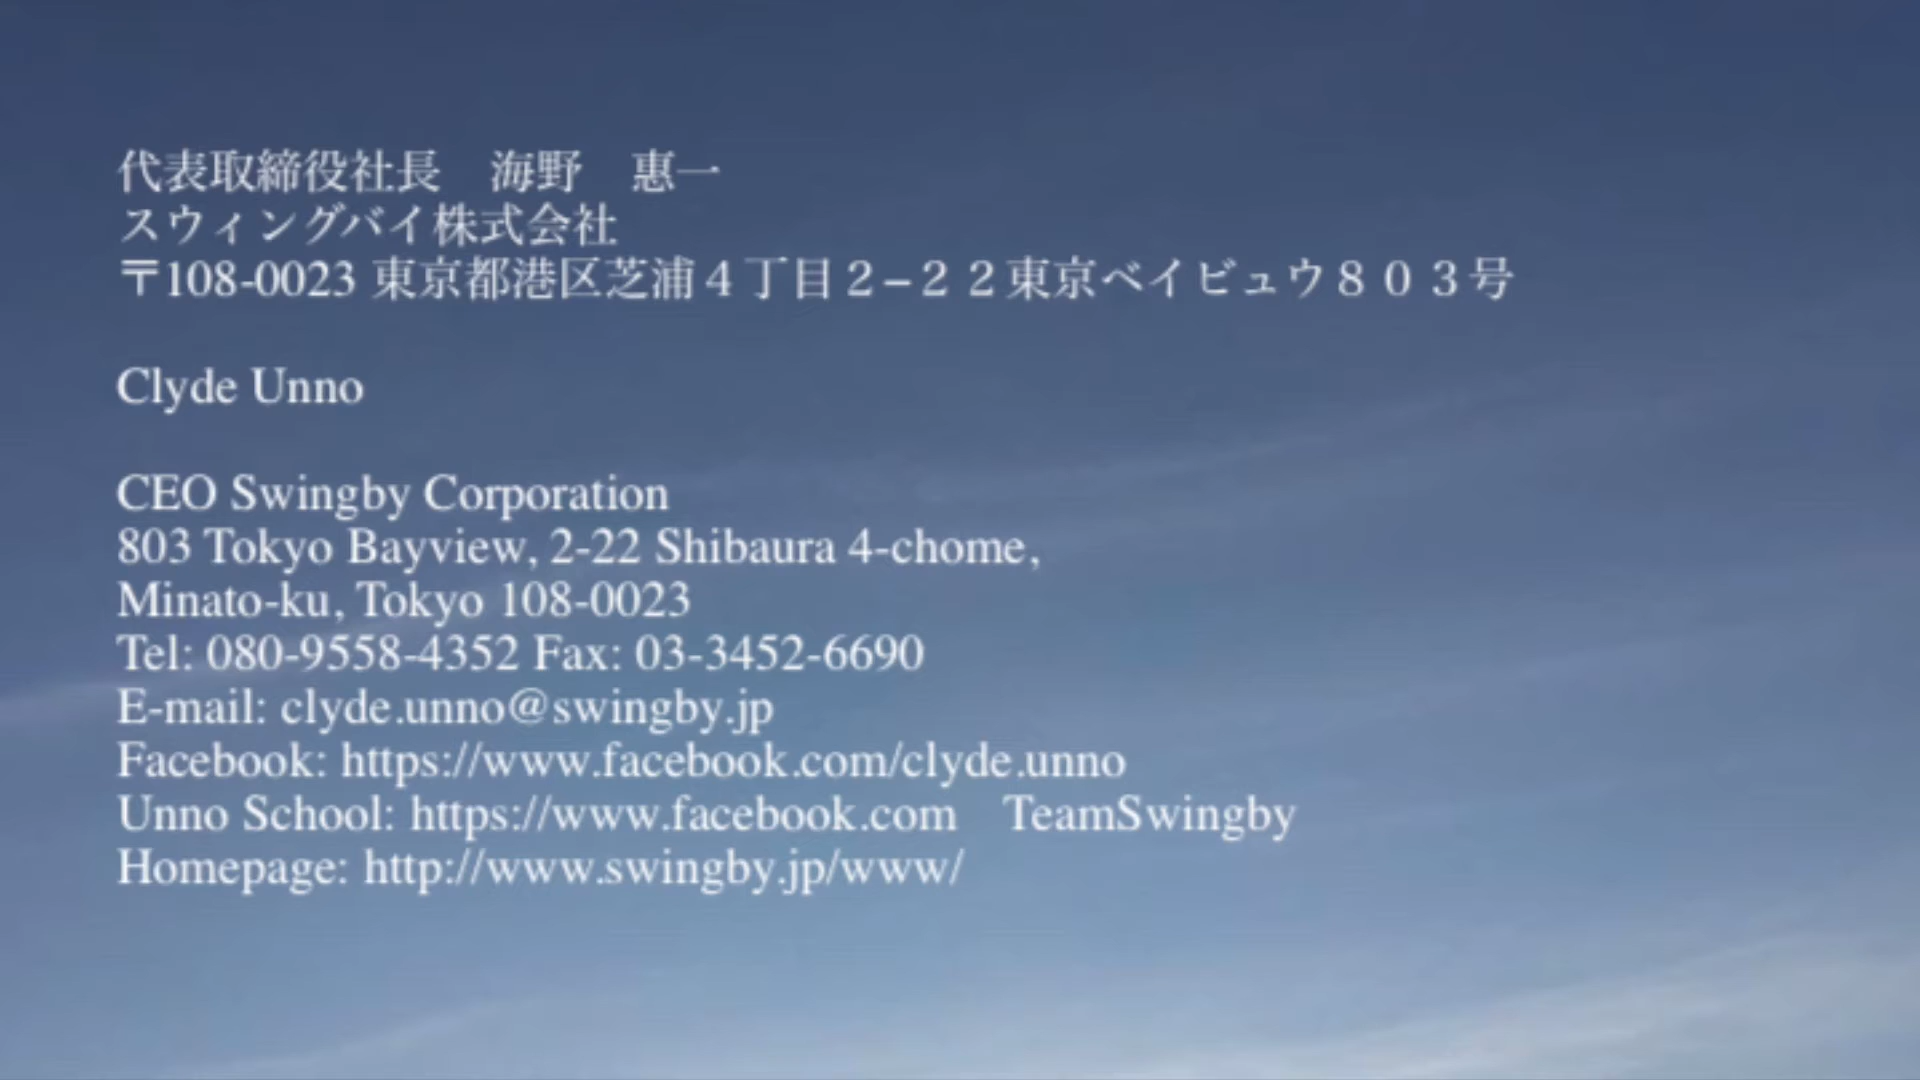 代表取締役社長　海野　惠一
スウィングバイ株式会社
〒108-0023 東京都港区芝浦４丁目２−２２東京ベイビュウ８０３号
Clyde Unno
CEO Swingby Corporation
803 Tokyo Bayview, 2-22 Shibaura 4-chome,
Minato-ku, Tokyo 108-0023
Tel: 080-9558-4352 Fax: 03-3452-6690
E-mail: clyde.unno@swingby.jp
Facebook: https://www.facebook.com/clyde.unno
Unno School: https://www.facebook.com　TeamSwingby
Homepage: http://www.swingby.jp/www/